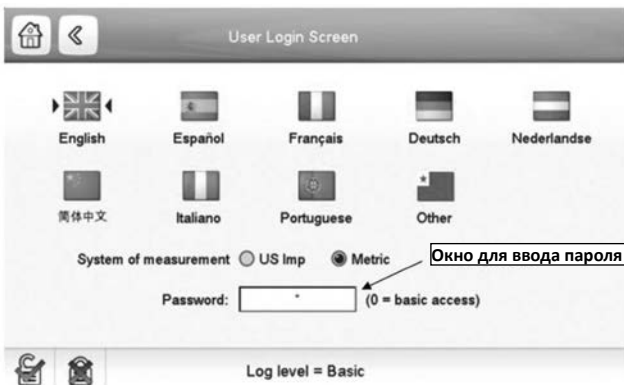 User Login Screen
English Español Français Deutsch Nederlandse
简体中文 Italiano Portuguese Other
System of measurement US Imp Metric
Окно для ввода пароля
Password: * (0 = basic access)
Log level = Basic